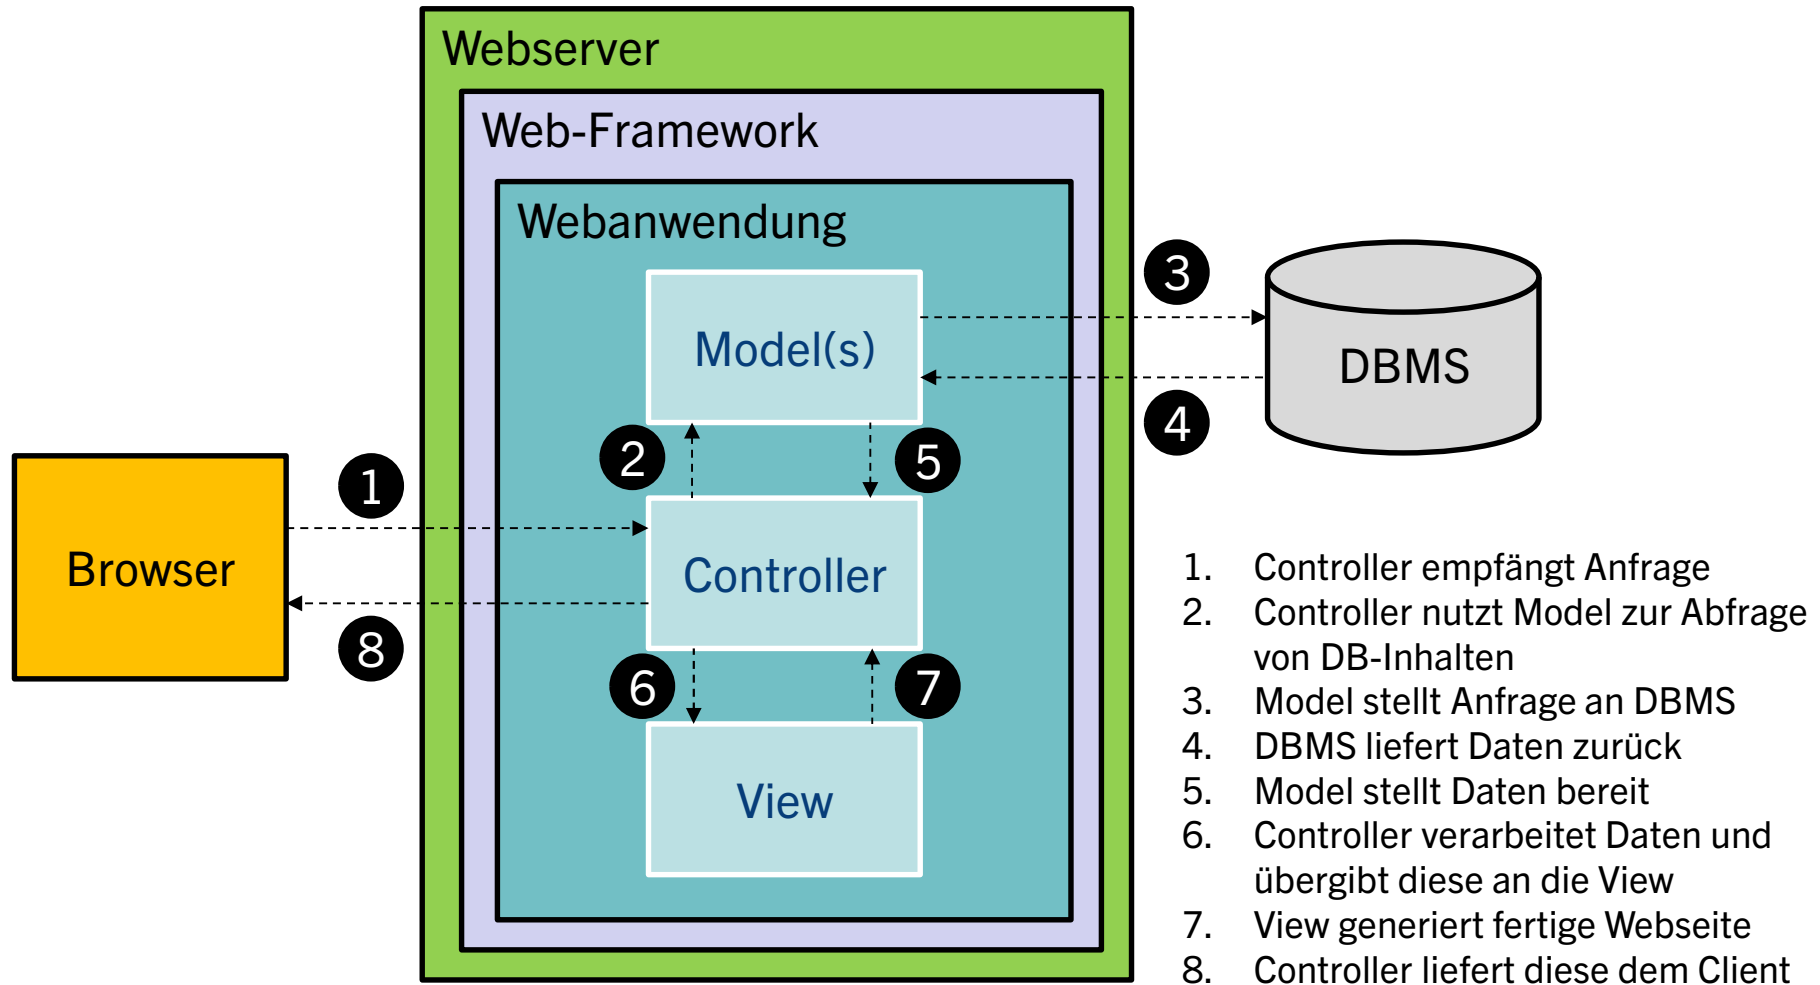 Webserver
Web-Framework
Webanwendung
3
Model(s)
DBMS
4
2
5
1
Browser
Controller
8
6
7
View
1. Controller empfängt Anfrage
2. Controller nutzt Model zur Abfrage
von DB-Inhalten
3. Model stellt Anfrage an DBMS
4. DBMS liefert Daten zurück
5. Model stellt Daten bereit
6. Controller verarbeitet Daten und
übergibt diese an die View
7. View generiert fertige Webseite
8. Controller liefert diese dem Client